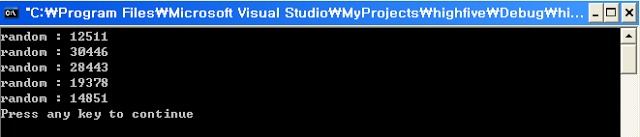 "C:₩Program Files₩Microsoft Visual Studio₩MyProjects₩highfive₩Debug₩hi...
random : 12511
random : 30446
random : 28443
random : 19378
random : 14851
Press any key to continue